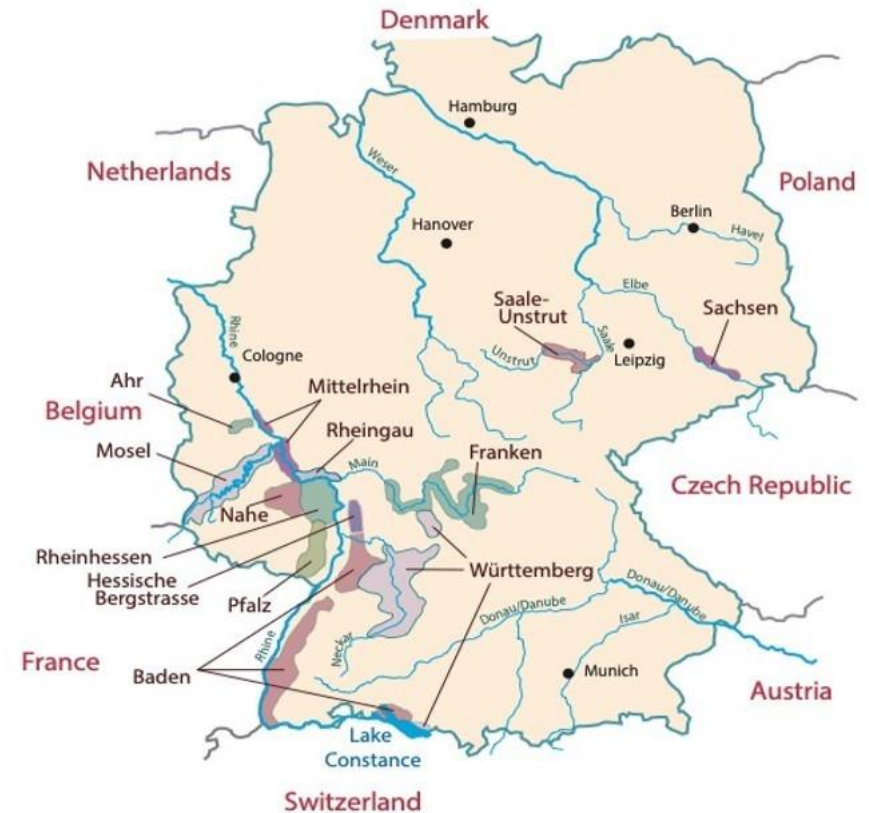 Denmark
Hamburg
Weser
Netherlands
Poland
Berlin
Havel
Hanover
Elbe
Saale-
Unstrut
Sachsen
Rhine
Saale
Unstrut
Leipzig
Cologne
Ahr
Mittelrhein
Belgium
Rheingau
Mosel
Main
Franken
Czech Republic
Nahe
Rheinhessen
Hessische
Bergstrasse
Württemberg
Pfalz
Donau/Danube
Donau/Danube
Isar
Rhine
Neckar
France
Baden
Munich
Austria
Lake
Constance
Switzerland